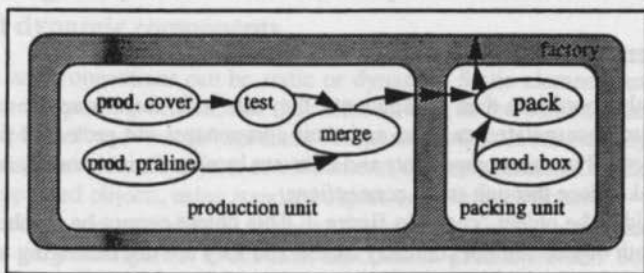 factory
prod. cover
test
pack
merge
prod. praline
prod. box
production unit
packing unit